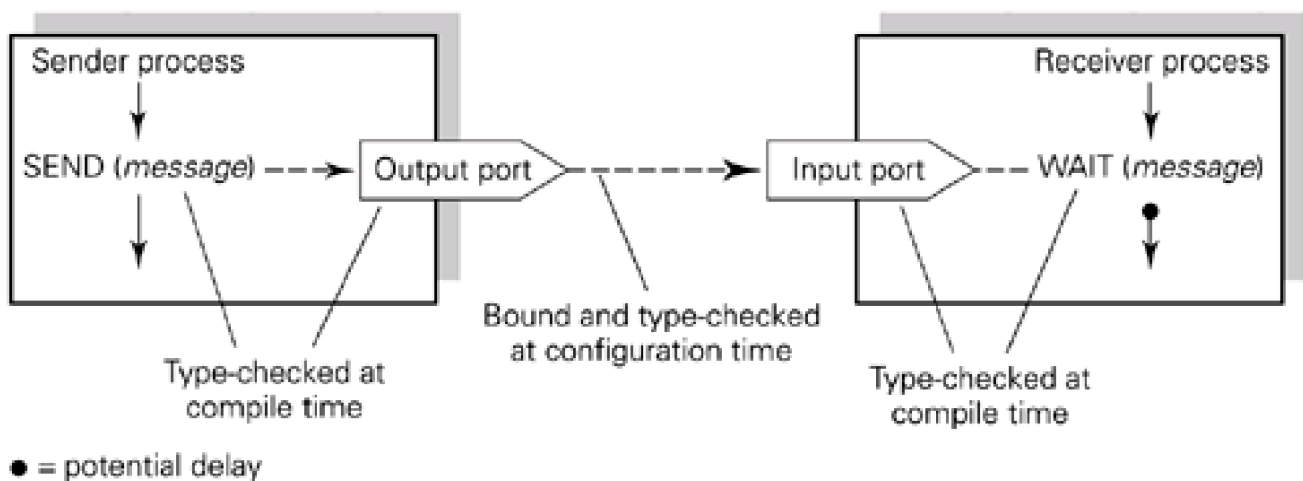 Sender process
Receiver process
SEND (message)
Output port
Input port
WAIT (message)
Bound and type-checked
at configuration time
Type-checked at
compile time
Type-checked at
compile time
● = potential delay